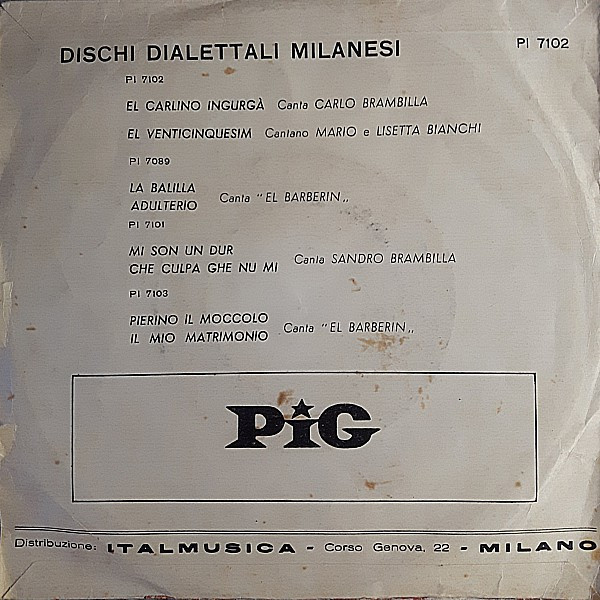 DISCHI DIALETTALI MILANESI PI 7102
PI 7102
EL CARLINO INGURGÀ Canta CARLO BRAMBILLA
EL VENTICINQUESIM Cantano MARIO e LISETTA BIANCHI
PI 7089
LA BALILLA
ADULTERIO Canta "EL BARBERIN„
PI 7101
MI SON UN DUR
CHE CULPA GHE NU MI Canta SANDRO BRAMBILLA
PI 7103
PIERINO IL MOCCOLO
IL MIO MATRIMONIO Canta "EL BARBERIN„
PiG
Distribuzione: ITALMUSICA - Corso Genova, 22 - MILANO